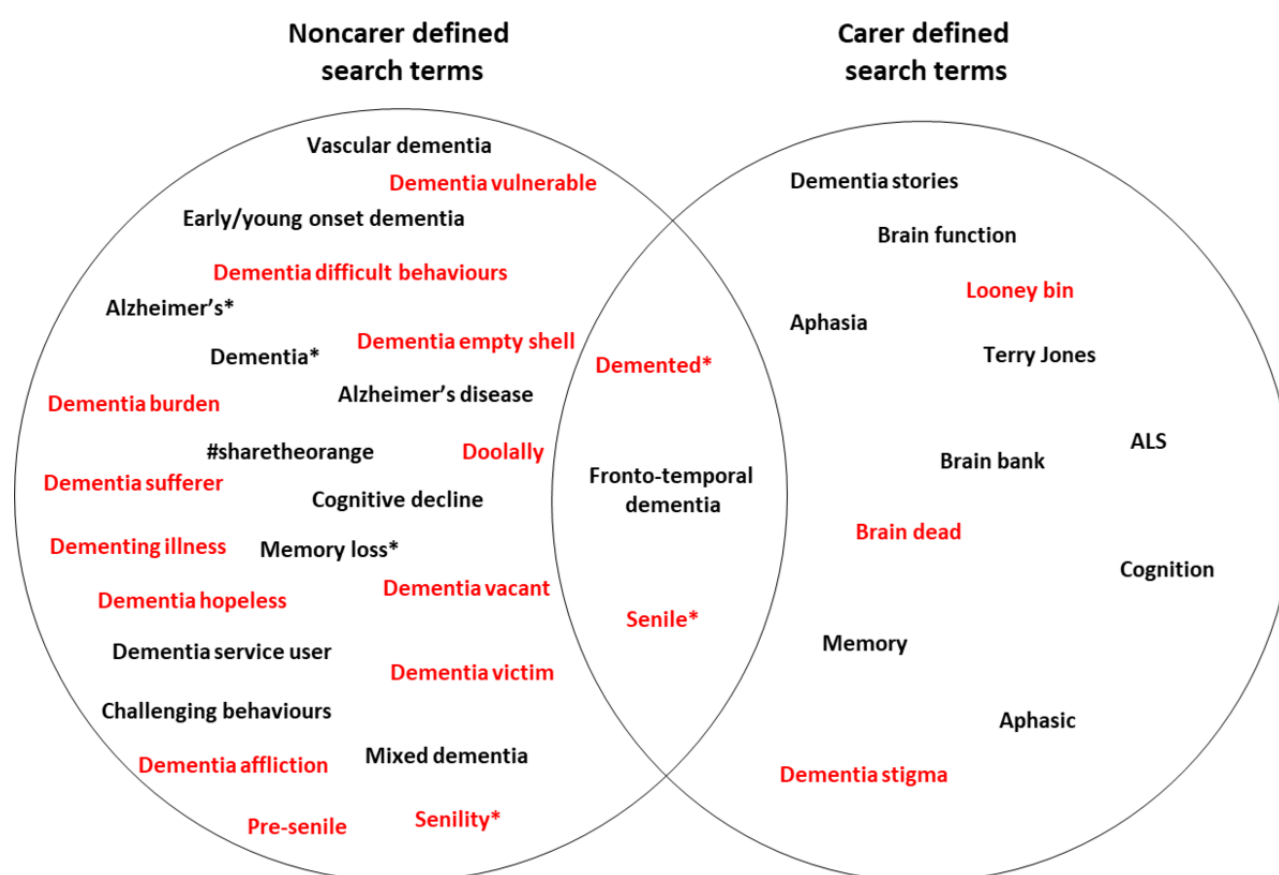 Noncarer defined
search terms
Carer defined
search terms
Vascular dementia
Dementia vulnerable
Early/young onset dementia
Dementia difficult behaviours
Alzheimer's*
Dementia empty shell
Dementia*
Alzheimer's disease
Dementia burden
#sharetheorange
Doolally
Dementia sufferer
Cognitive decline
Dementing illness
Memory loss*
Dementia vacant
Dementia hopeless
Dementia service user
Dementia victim
Challenging behaviours
Mixed dementia
Dementia affliction
Senility*
Pre-senile
Demented*
Fronto-temporal
dementia
Senile*
Dementia stories
Brain function
Looney bin
Aphasia
Terry Jones
ALS
Brain bank
Brain dead
Cognition
Memory
Aphasic
Dementia stigma